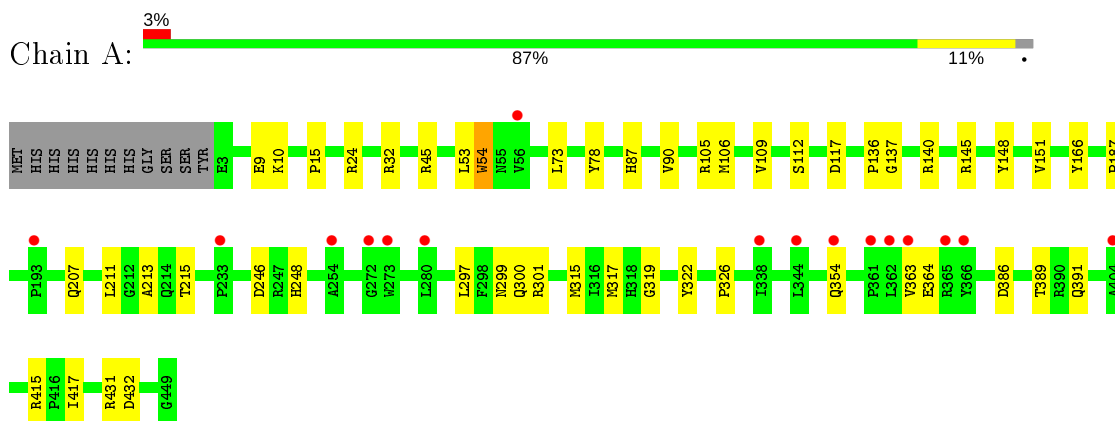 3%
Chain A:
87% 11% •
MET HIS HIS HIS HIS HIS HIS GLY SER SER TYR E3 E9 K10 P15 R24 R32 R45 L53 W54 N55 V56 L73 Y78 H87 V90 R105 M106 V109 S112 D117 P136 G137 R140 R145 Y148 V151 Y166
P193 Q207 L211 G212 A213 Q214 T215 P233 D246 R247 H248 A254 G272 W273 L280 L297 F298 N299 Q300 R301 M315 I316 M317 H318 G319 Y322 P326 I338 L344 Q354 P361 L362 V363 E364 R365 Y366 D386 T389 R390 Q391
R415 P416 I417 R431 D432 G449